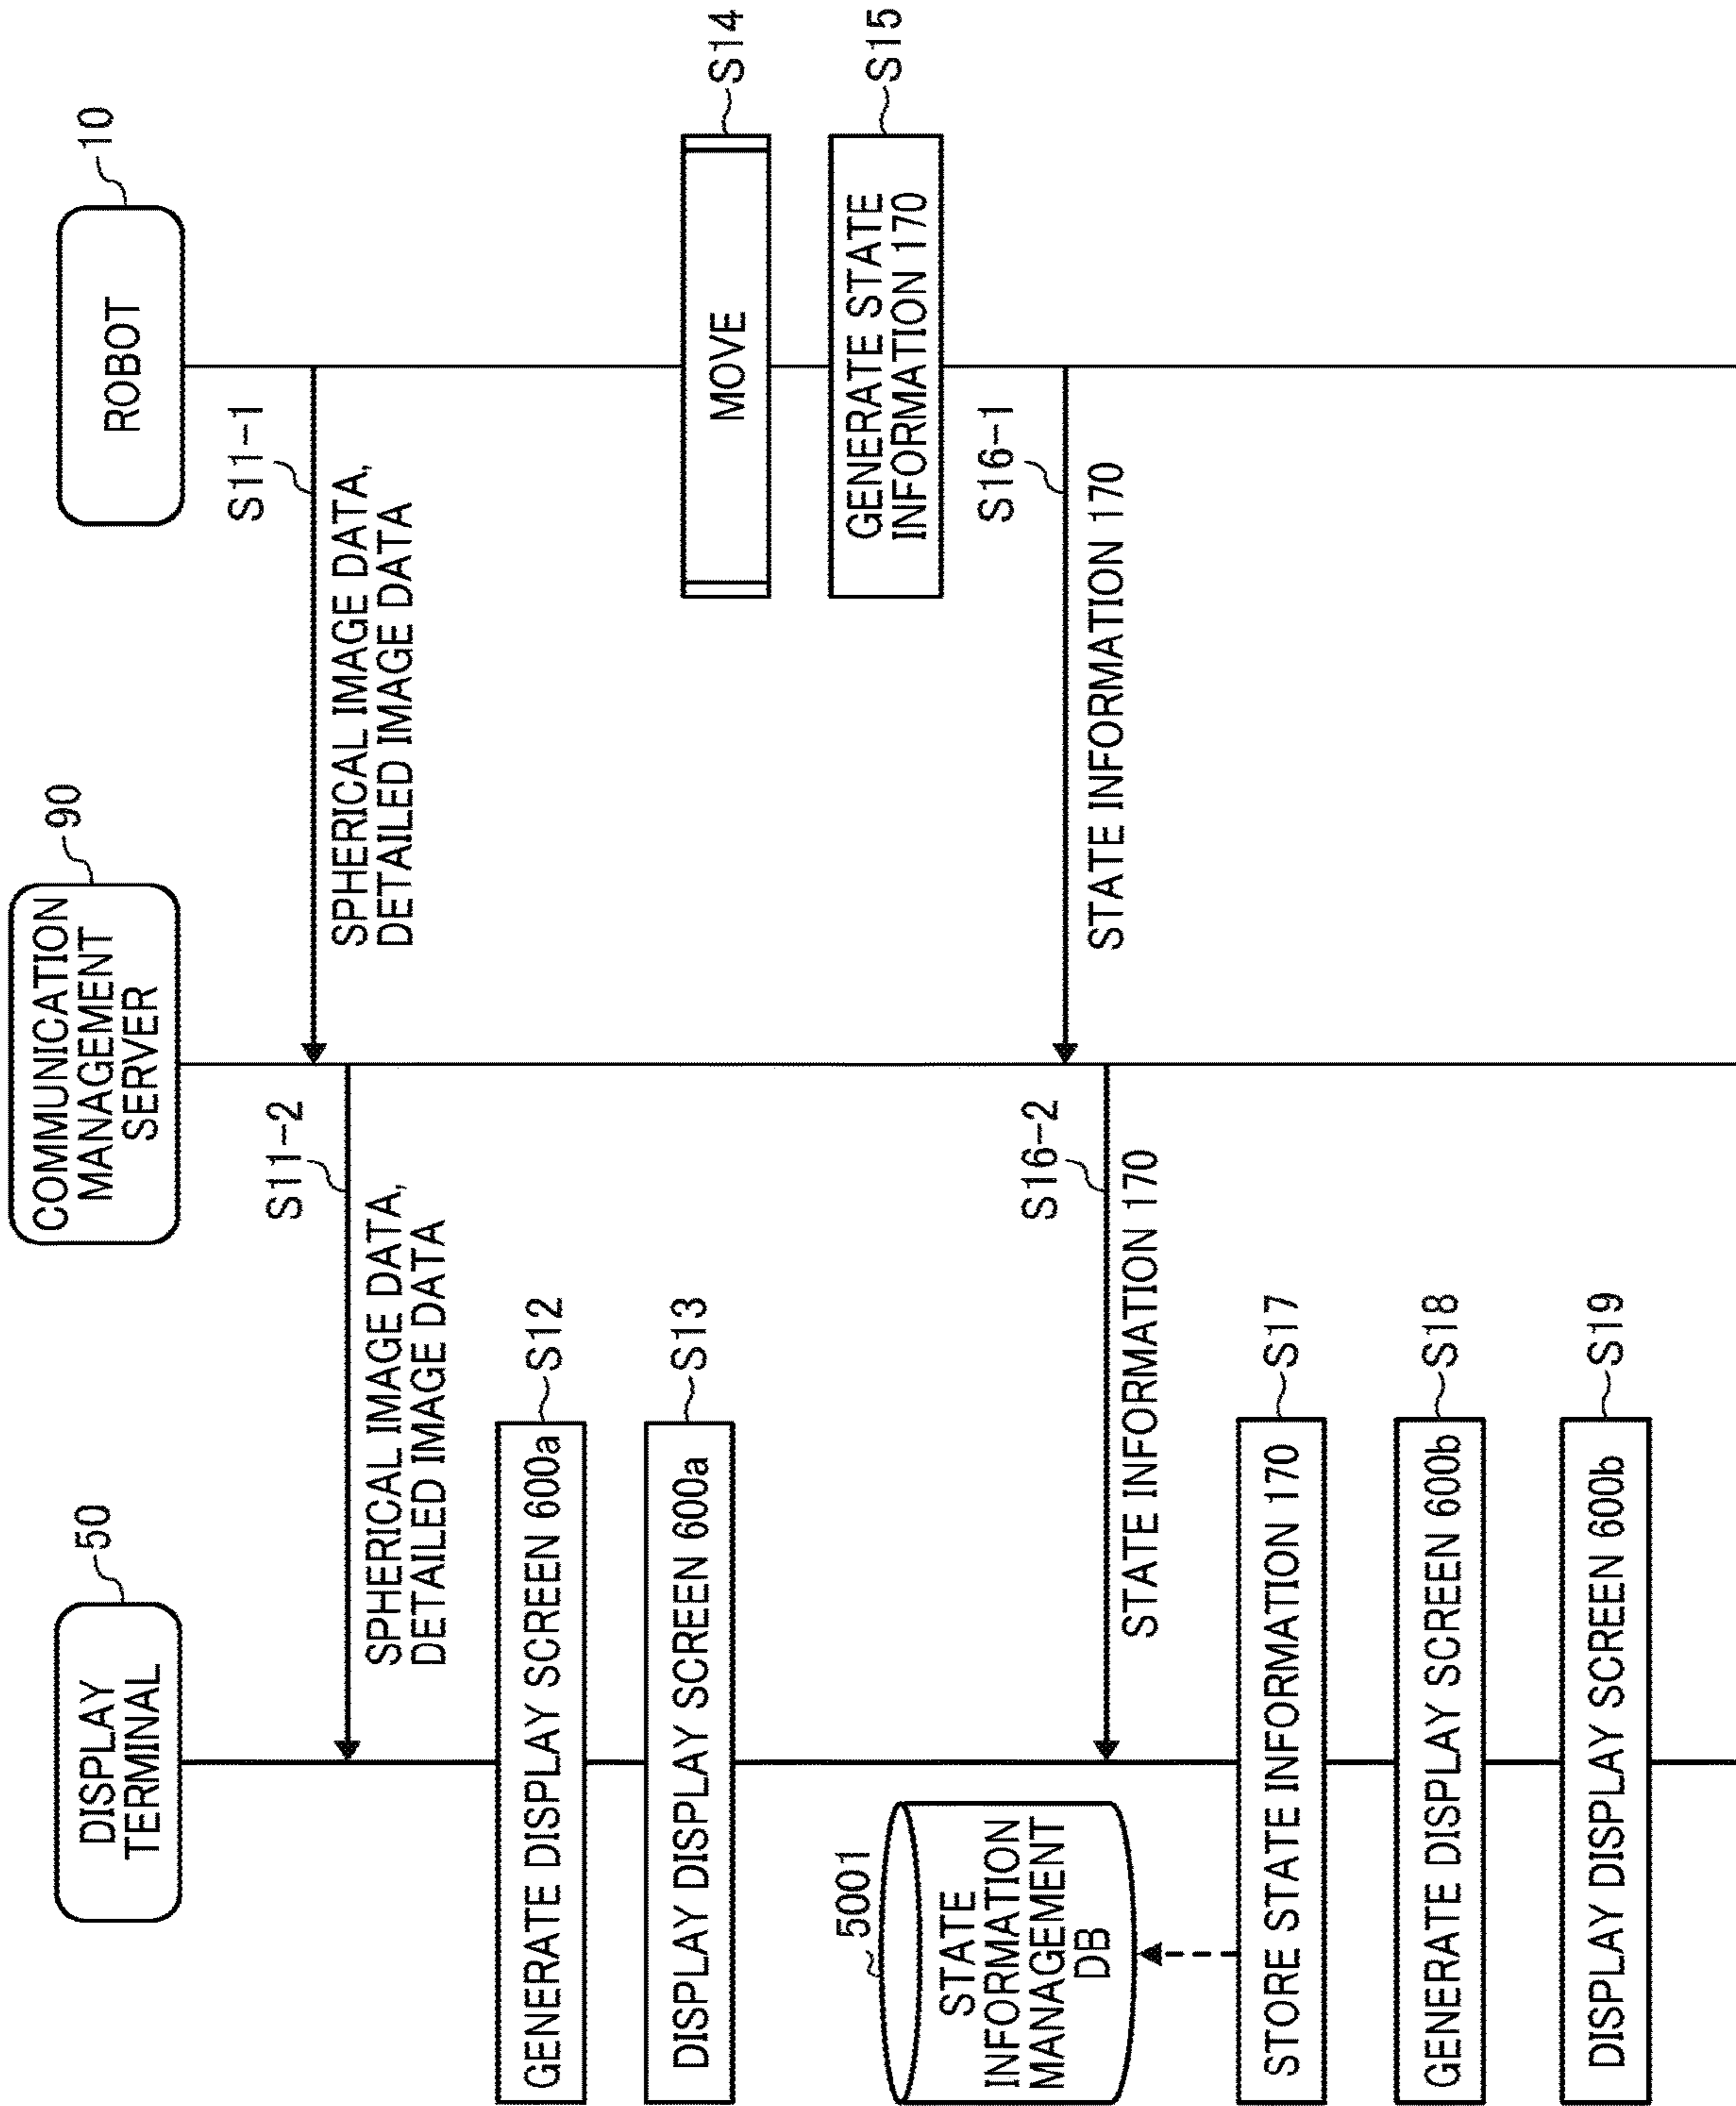 DISPLAY
TERMINAL
50
COMMUNICATION
MANAGEMENT
SERVER
90
ROBOT
10
S11-1
SPHERICAL IMAGE DATA,
DETAILED IMAGE DATA
S11-2
SPHERICAL IMAGE DATA,
DETAILED IMAGE DATA
GENERATE DISPLAY SCREEN 600a
S12
DISPLAY DISPLAY SCREEN 600a
S13
MOVE
S14
GENERATE STATE
INFORMATION 170
S15
5001
STATE
INFORMATION
MANAGEMENT
DB
S16-1
STATE INFORMATION 170
S16-2
STATE INFORMATION 170
STORE STATE INFORMATION 170
S17
GENERATE DISPLAY SCREEN 600b
S18
DISPLAY DISPLAY SCREEN 600b
S19